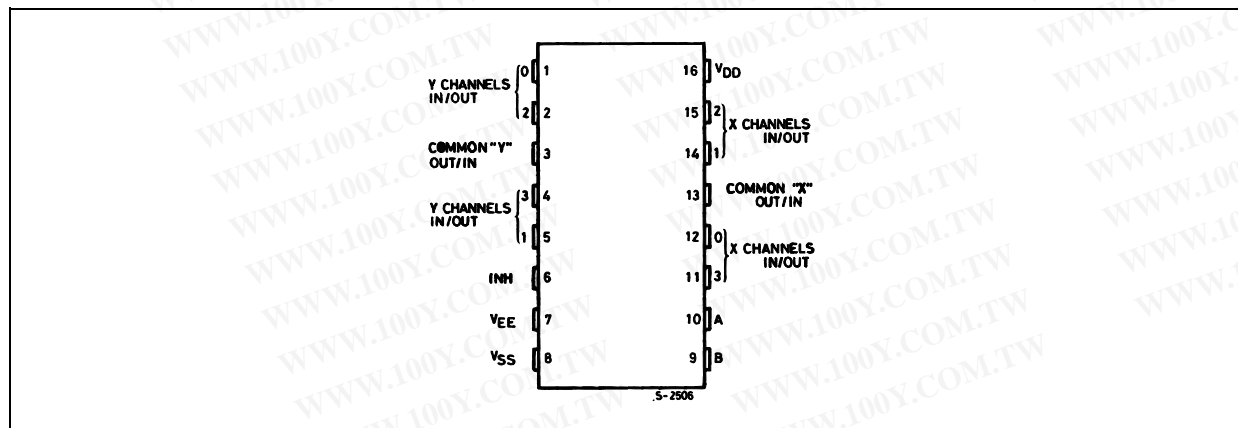 0 1
Y CHANNELS
IN/OUT
2 2
COMMON "Y"
OUT/IN
3
3 4
Y CHANNELS
IN/OUT
1 5
INH 6
VEE 7
VSS 8
16 VDD
15 2
X CHANNELS
IN/OUT
14 1
13
COMMON "X"
OUT/IN
12 0
X CHANNELS
IN/OUT
11 3
10 A
9 B
S-2506
WWW.100Y.COM.TW